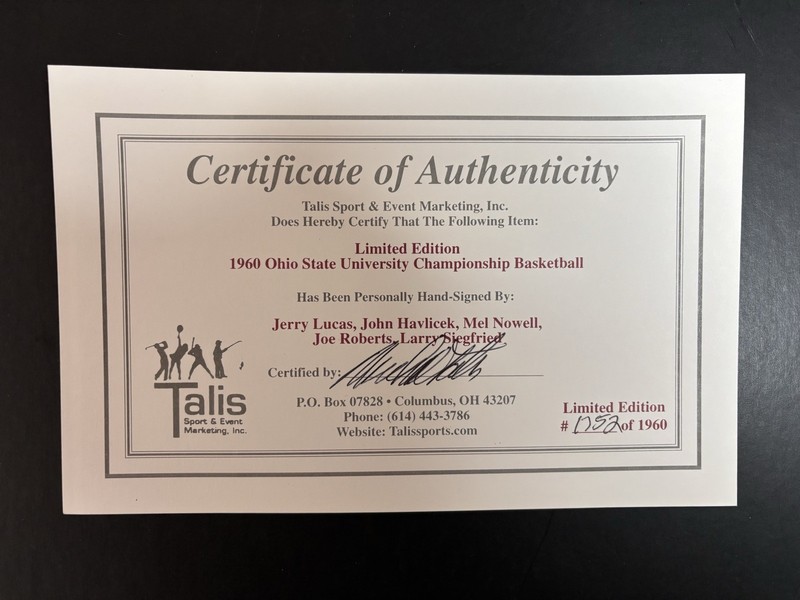 Certificate of Authenticity
Talis Sport & Event Marketing, Inc.
Does Hereby Certify That The Following Item:
Limited Edition
1960 Ohio State University Championship Basketball
Has Been Personally Hand-Signed By:
Jerry Lucas, John Havlicek, Mel Nowell,
Joe Roberts, Larry Siegfried
Certified by:
P.O. Box 07828 • Columbus, OH 43207
Phone: (614) 443-3786
Website: Talissports.com
Talis
Sport & Event
Marketing, Inc.
Limited Edition
# 1752 of 1960